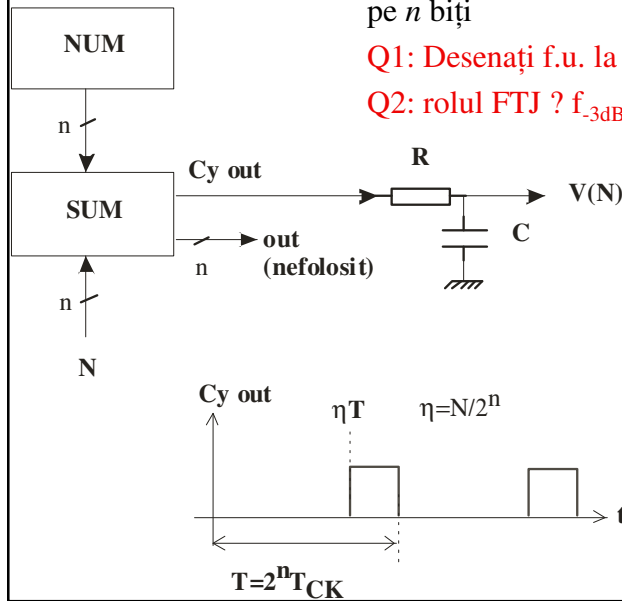 pe n biți
NUM
Q1: Desenați f.u. la
Q2: rolul FTJ ? f-3dB
n
R
Cy out
V(N)
SUM
C
out
n
(nefolosit)
n
N
Cy out
ηT
η=N/2ⁿ
t
T=2ⁿTCK